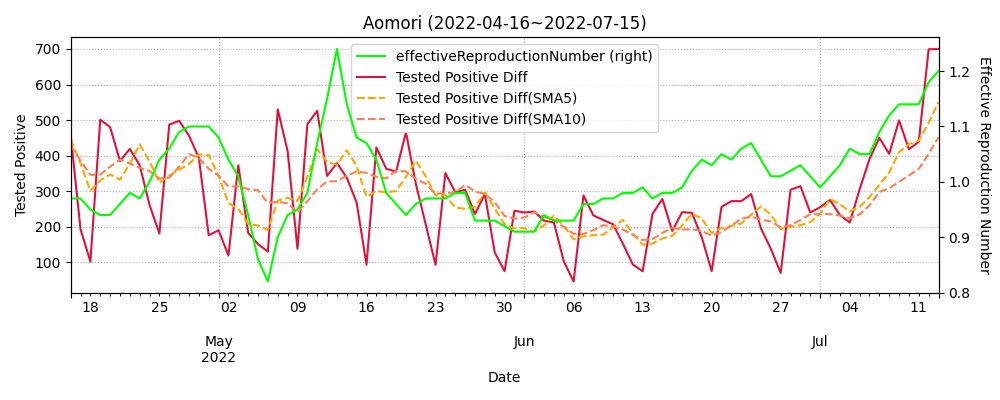 Aomori (2022-04-16~2022-07-15)
effectiveReproductionNumber (right)
Tested Positive Diff
Tested Positive Diff(SMA5)
Tested Positive Diff(SMA10)
Tested Positive
700
600
500
400
300
200
100
Effective Reproduction Number
1.2
1.1
1.0
0.9
0.8
18 25 02 09 16 23 30 06 13 20 27 04 11
May Jun Jul
2022
Date